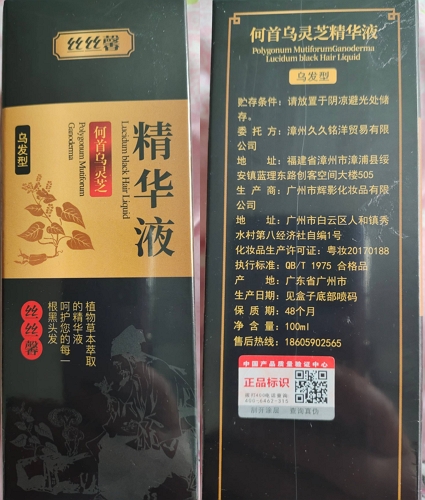 丝丝丝馨
乌发型
何首乌灵芝
Polygonum Mutiforum
Ganoderma
精华液
Lucidum black Hair Liquid
植物草本萃取
的精华液
呵护您的每一
根黑头发
丝丝丝馨
何首乌灵芝精华液
Polygonum MutiforumGanoderma
Lucidum black Hair Liquid
乌发型
贮存条件：请放置于阴凉避光处储
存。
委 托 方：漳州久久铭洋贸易有限
公司
地 址：福建省漳州市漳浦县绥
安镇蓝理东路创客空间大楼505
生 产 商：广州市辉影化妆品有限
公司
地 址：广州市白云区人和镇秀
水村第八经济社自编1号
化妆品生产许可证：粤妆20170188
执行标准：QB/T 1975 合格品
产 地：广东省广州市
生产日期：见盒子底部喷码
保 质 期：48个月
净 含 量：100ml
售后热线：18605902565
中国产品质量验证中心
正品标识
刮开涂层，查询真伪